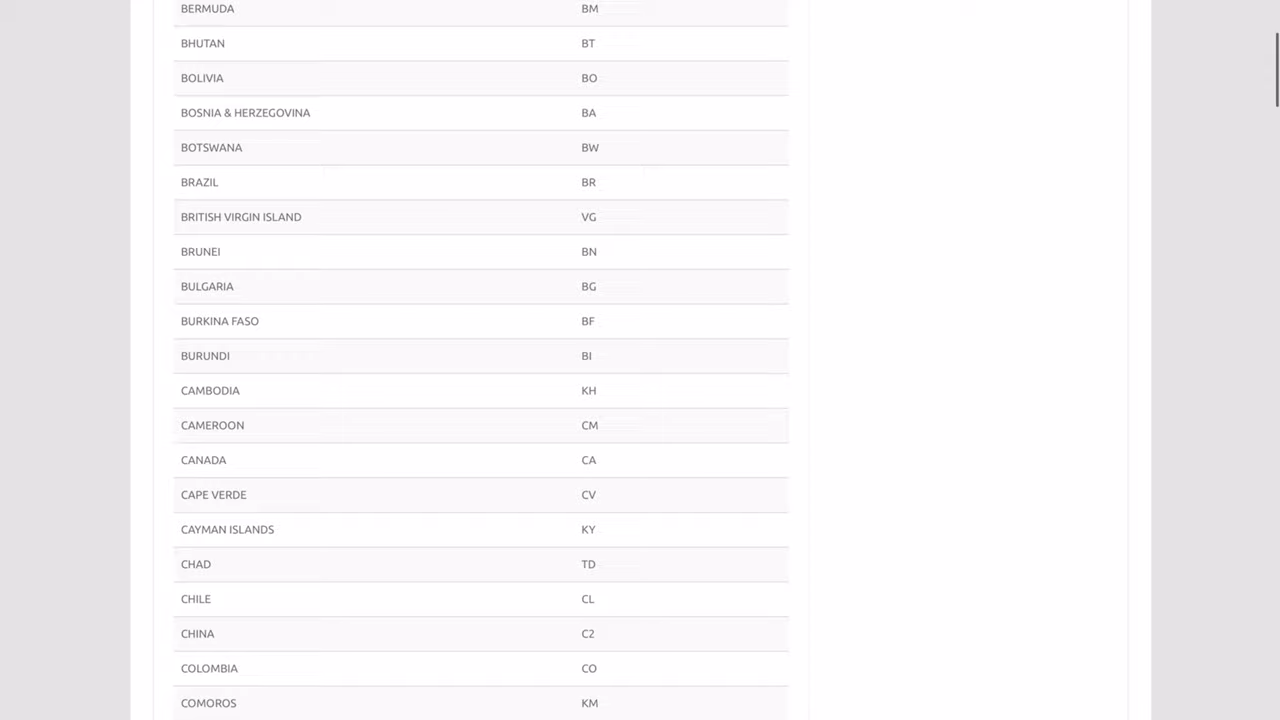 BERMUDA BM
BHUTAN BT
BOLIVIA BO
BOSNIA & HERZEGOVINA BA
BOTSWANA BW
BRAZIL BR
BRITISH VIRGIN ISLAND VG
BRUNEI BN
BULGARIA BG
BURKINA FASO BF
BURUNDI BI
CAMBODIA KH
CAMEROON CM
CANADA CA
CAPE VERDE CV
CAYMAN ISLANDS KY
CHAD TD
CHILE CL
CHINA C2
COLOMBIA CO
COMOROS KM